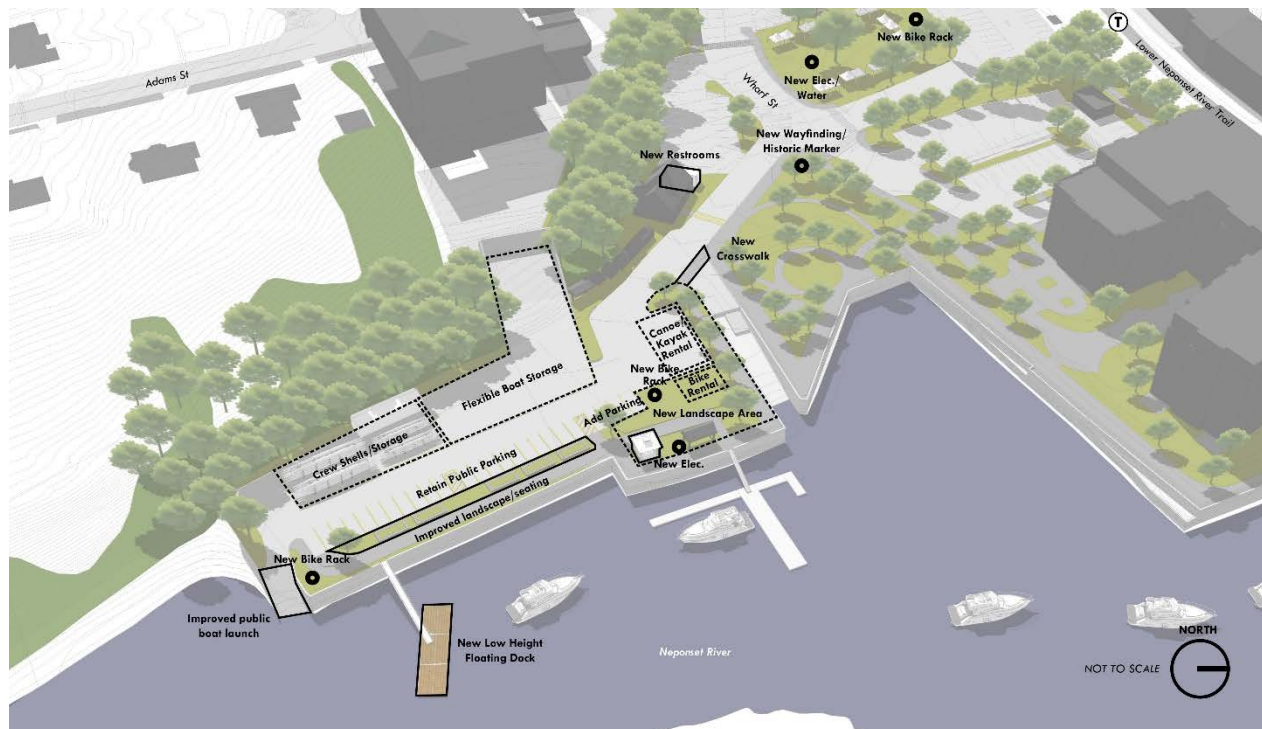 New Bike Rack
T
Adams St
Lower Neponset River Trail
New Elec./
Water
Wharf St
New Wayfinding/
Historic Marker
New Restrooms
New
Crosswalk
Canoe/
Kayak
Rental
Flexible Boat Storage
New Bike
Rack
Bike
Rental
Add Parking
New Landscape Area
New Elec.
Crew Shells/Storage
Retain Public Parking
Improved landscape/seating
New Bike Rack
Improved public
boat launch
New Low Height
Floating Dock
Neponset River
NORTH
NOT TO SCALE